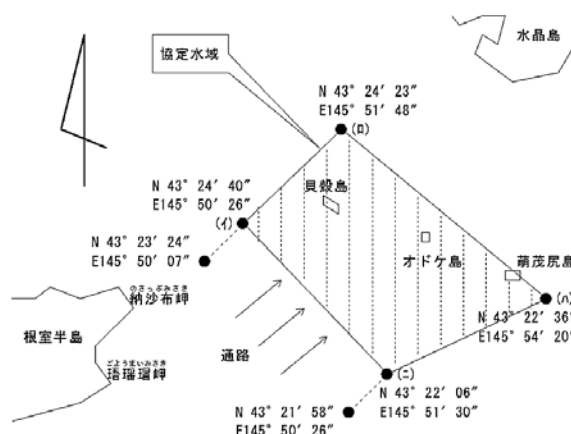 水晶島
協定水域
N 43° 24′ 23″
E145° 51′ 48″
(ロ)
貝殻島
N 43° 24′ 40″
E145° 50′ 26″
(イ)
N 43° 23′ 24″
E145° 50′ 07″
オドケ島
萌茂尻島
(ハ)
N 43° 22′ 36″
E145° 54′ 20″
のさっぷみさき
納沙布岬
根室半島
ごようまいみさき
珸瑶瑁岬
通路
(ニ)
N 43° 22′ 06″
E145° 51′ 30″
N 43° 21′ 58″
E145° 50′ 26″